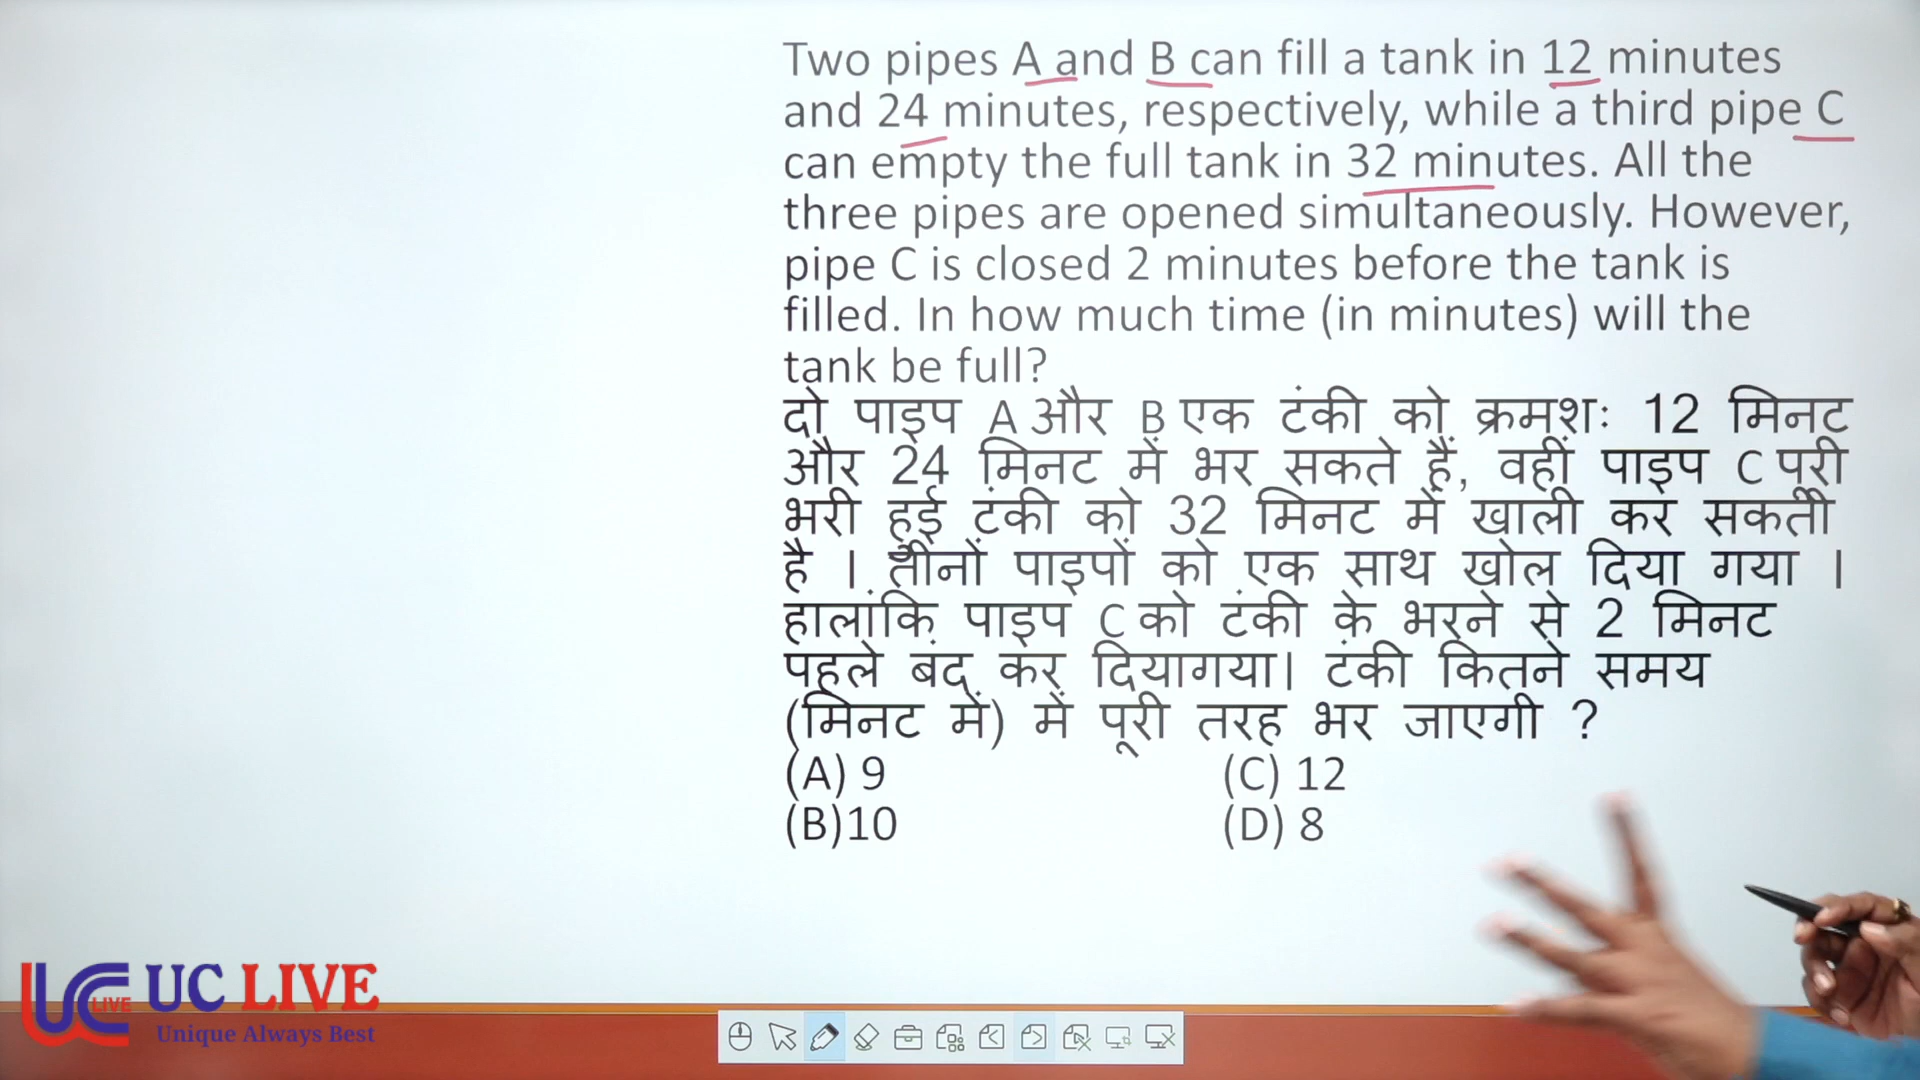 Two pipes A and B can fill a tank in 12 minutes
and 24 minutes, respectively, while a third pipe C
can empty the full tank in 32 minutes. All the
three pipes are opened simultaneously. However,
pipe C is closed 2 minutes before the tank is
filled. In how much time (in minutes) will the
tank be full?
दो पाइप A और B एक टंकी को क्रमशः 12 मिनट
और 24 मिनट में भर सकते हैं, वहीं पाइप C पूरी
भरी हुई टंकी को 32 मिनट में खाली कर सकती
है । तीनों पाइपों को एक साथ खोल दिया गया ।
हालांकि पाइप C को टंकी के भरने से 2 मिनट
पहले बंद कर दियागया। टंकी कितने समय
(मिनट में) में पूरी तरह भर जाएगी ?
(A) 9 (C) 12
(B)10 (D) 8
UC LIVE UC LIVE
Unique Always Best